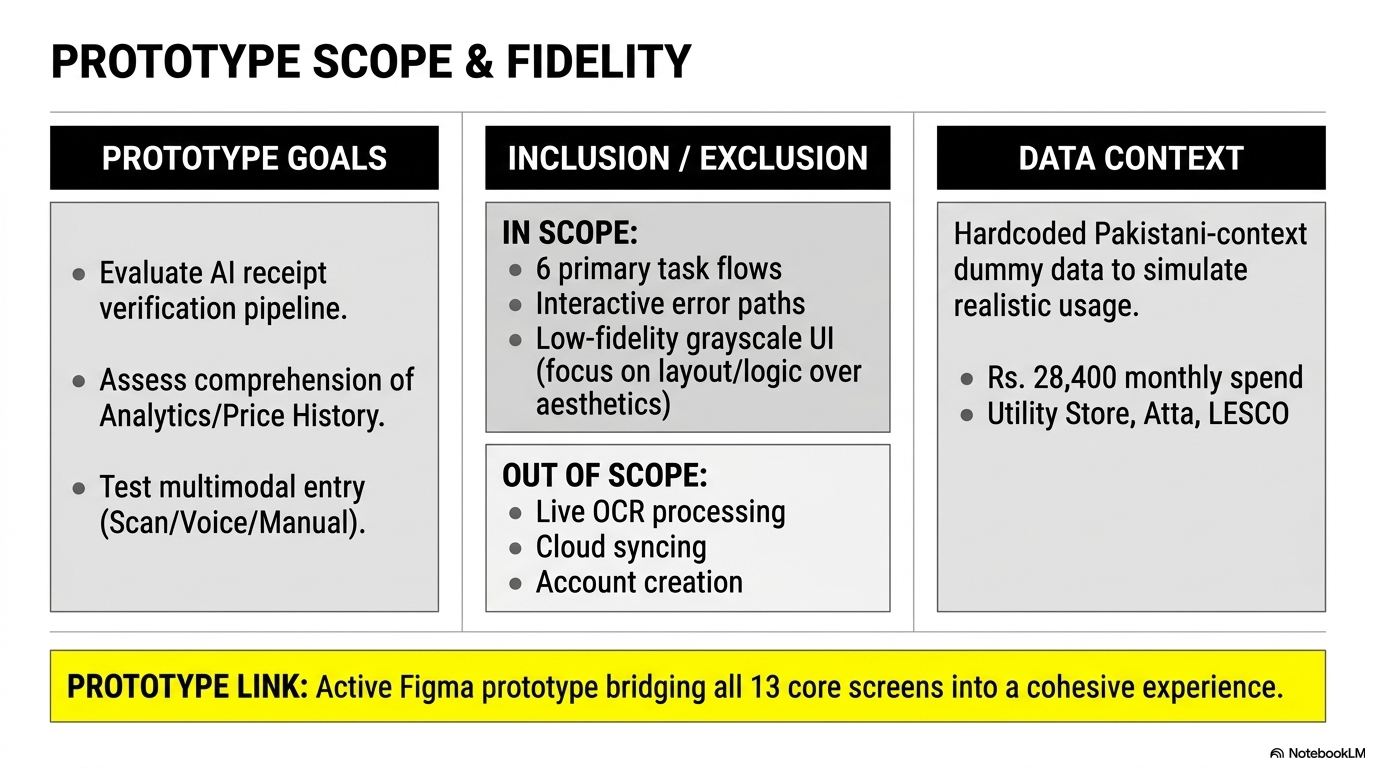 PROTOTYPE SCOPE & FIDELITY
PROTOTYPE GOALS
• Evaluate AI receipt
verification pipeline.
• Assess comprehension of
Analytics/Price History.
• Test multimodal entry
(Scan/Voice/Manual).
INCLUSION / EXCLUSION
IN SCOPE:
• 6 primary task flows
• Interactive error paths
• Low-fidelity grayscale UI
(focus on layout/logic over
aesthetics)
OUT OF SCOPE:
• Live OCR processing
• Cloud syncing
• Account creation
DATA CONTEXT
Hardcoded Pakistani-context
dummy data to simulate
realistic usage.
• Rs. 28,400 monthly spend
• Utility Store, Atta, LESCO
PROTOTYPE LINK: Active Figma prototype bridging all 13 core screens into a cohesive experience.
NotebookLM